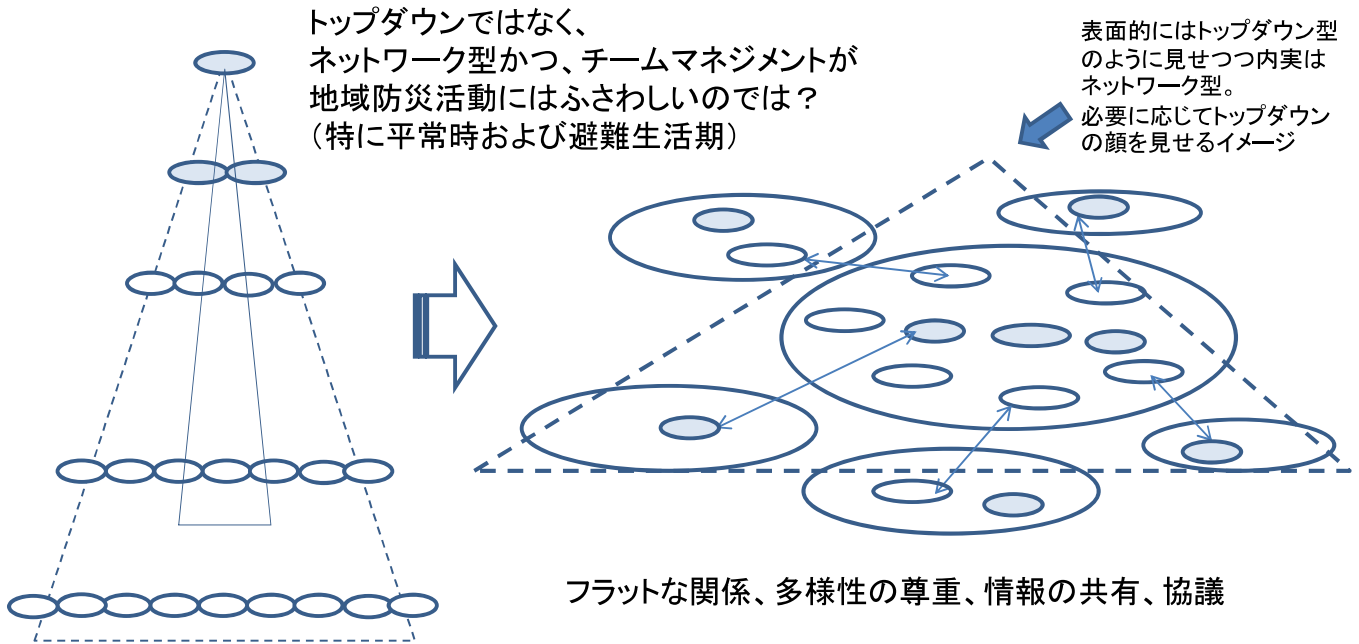 トップダウンではなく、
ネットワーク型かつ、チームマネジメントが
地域防災活動にはふさわしいのでは？
（特に平常時および避難生活期）
表面的にはトップダウン型
のように見せつつ内実は
ネットワーク型。
必要に応じてトップダウン
の顔を見せるイメージ
フラットな関係、多様性の尊重、情報の共有、協議